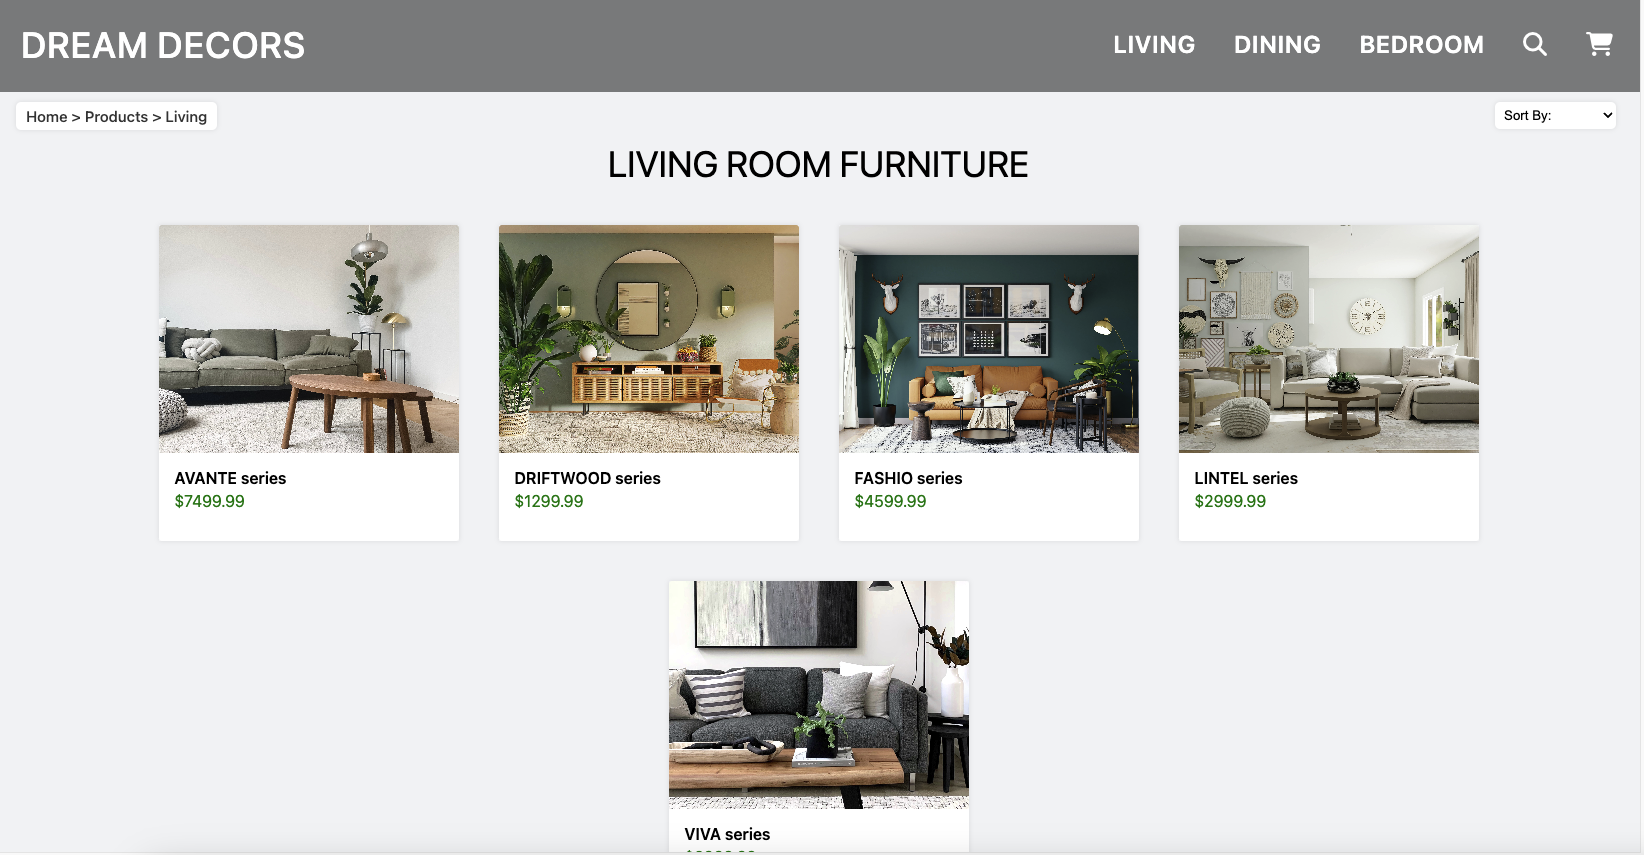 DREAM DECORS
LIVING
DINING
BEDROOM
Home > Products > Living
Sort By:
LIVING ROOM FURNITURE
AVANTE series
$7499.99
DRIFTWOOD series
$1299.99
FASHIO series
$4599.99
LINTEL series
$2999.99
VIVA series